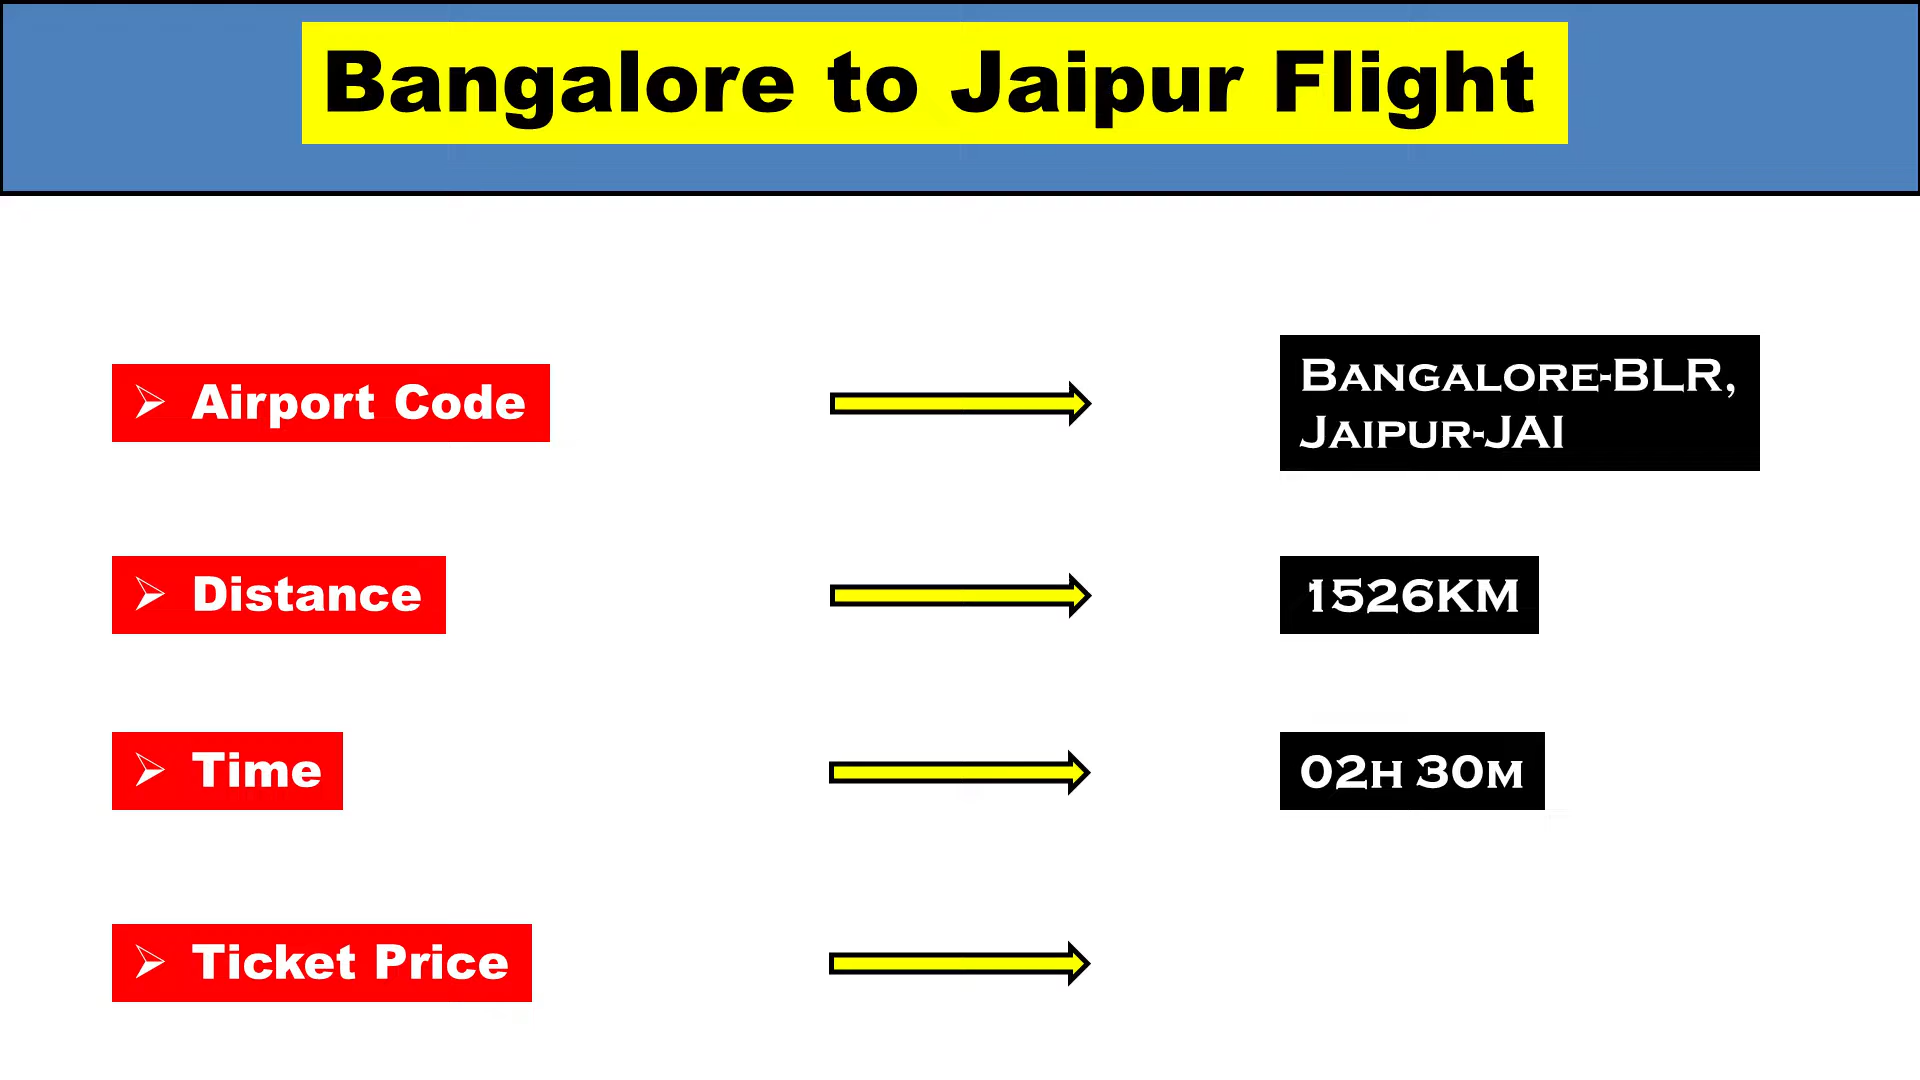 Bangalore to Jaipur Flight
Airport Code
Bangalore-BLR,
Jaipur-JAI
Distance
1526KM
Time
02h 30m
Ticket Price